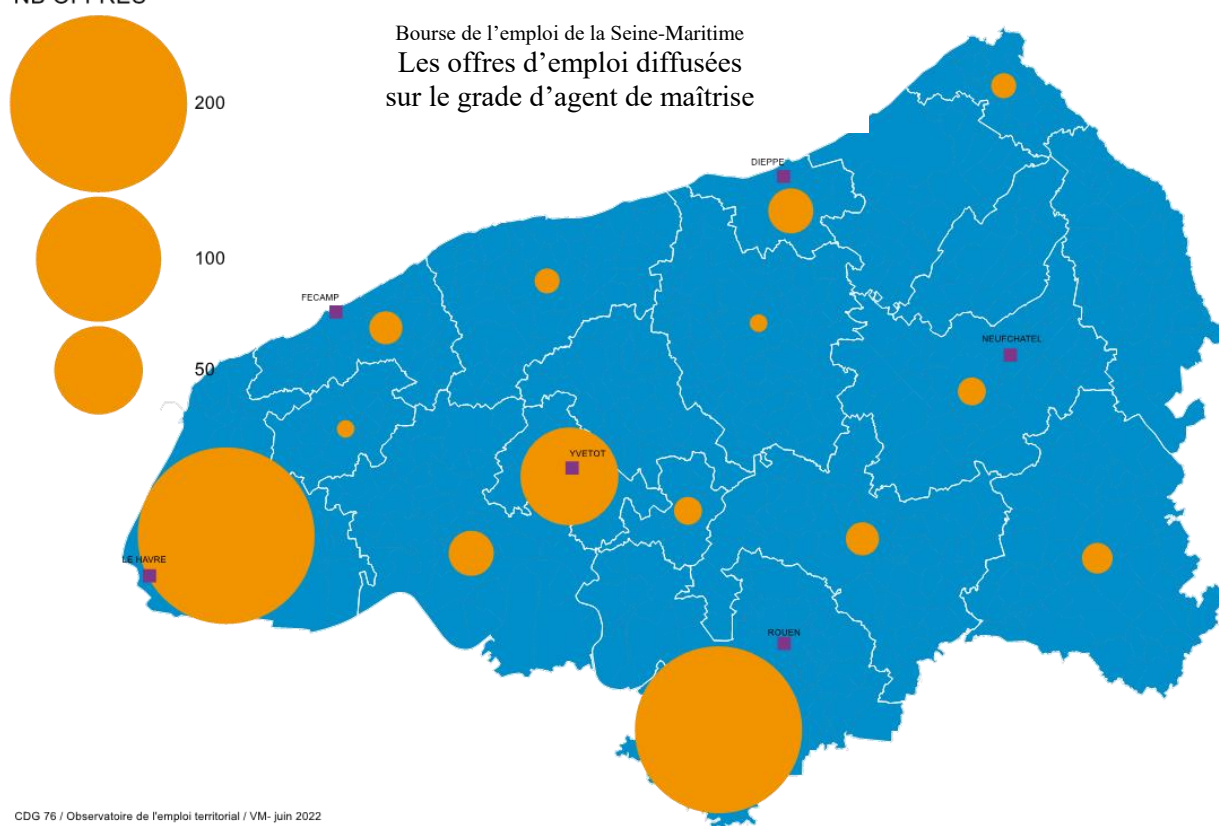 Bourse de l’emploi de la Seine-Maritime
Les offres d’emploi diffusées
sur le grade d’agent de maîtrise
200
100
50
DIEPPE
FECAMP
NEUFCHATEL
YVETOT
LE HAVRE
ROUEN
CDG 76 / Observatoire de l'emploi territorial / VM- juin 2022